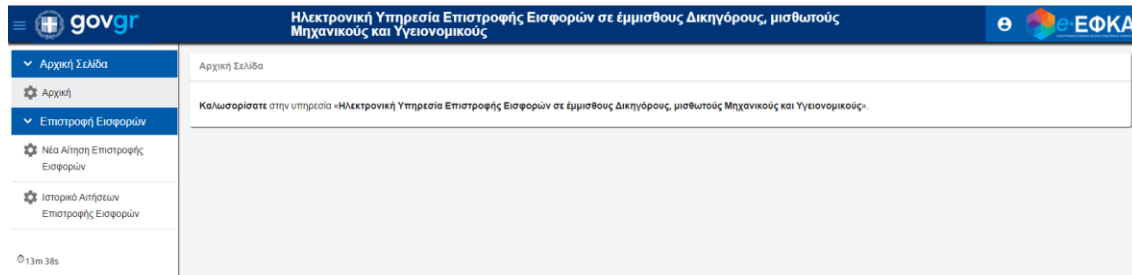 govgr
Ηλεκτρονική Υπηρεσία Επιστροφής Εισφορών σε έμμισθους Δικηγόρους, μισθωτούς
Μηχανικούς και Υγειονομικούς
e-ΕΦΚΑ
Αρχική Σελίδα
Αρχική
Επιστροφή Εισφορών
Νέα Αίτηση Επιστροφής
Εισφορών
Ιστορικό Αιτήσεων
Επιστροφής Εισφορών
13m 38s
Αρχική Σελίδα
Καλωσορίσατε στην υπηρεσία «Ηλεκτρονική Υπηρεσία Επιστροφής Εισφορών σε έμμισθους Δικηγόρους, μισθωτούς Μηχανικούς και Υγειονομικούς».